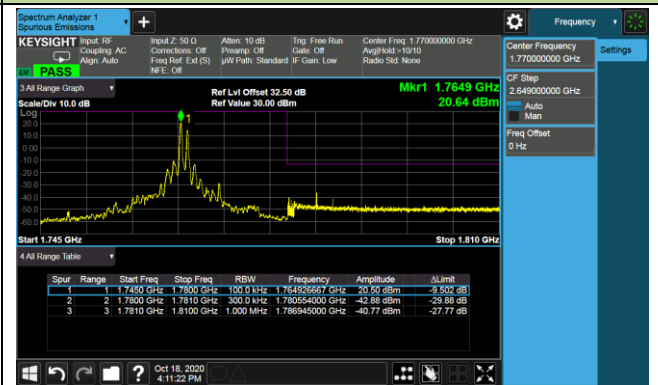 Spectrum Analyzer 1
Spurious Emissions
+
Frequency
KEYSIGHT
Input: RF
Coupling: AC
Align: Auto
Input Z: 50 Ω
Corrections: Off
Freq Ref: Ext (S)
NFE: Off
Atten: 10 dB
Preamp: Off
µW Path: Standard
Trig: Free Run
Gate: Off
IF Gain: Low
Center Freq: 1.770000000 GHz
Avg|Hold:>10/10
Radio Std: None
PASS
Center Frequency
1.770000000 GHz
Settings
CF Step
2.649000000 GHz
Auto
Man
Freq Offset
0 Hz
3 All Range Graph
Scale/Div 10.0 dB
Ref Lvl Offset 32.50 dB
Ref Value 30.00 dBm
Mkr1 1.7649 GHz
20.64 dBm
Log
20.0
10.0
0.00
-10.0
-20.0
-30.0
-40.0
-50.0
-60.0
1
Start 1.745 GHz
Stop 1.810 GHz
4 All Range Table
Spur Range Start Freq Stop Freq RBW Frequency Amplitude ΔLimit
1 1 1.7450 GHz 1.7800 GHz 100.0 kHz 1.764926667 GHz 20.50 dBm -9.502 dB
2 2 1.7800 GHz 1.7810 GHz 300.0 kHz 1.780554000 GHz -42.88 dBm -29.88 dB
3 3 1.7810 GHz 1.8100 GHz 1.000 MHz 1.786945000 GHz -40.77 dBm -27.77 dB
?
Oct 18, 2020
4:11:22 PM